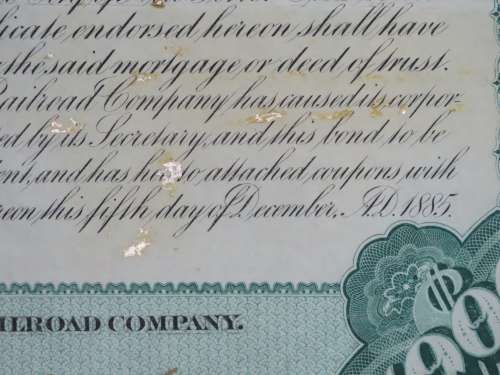 icate endorsed hereon shall have
the said mortgage, or deed of trust.
Railroad Company has caused its corpor-
ed by its Secretary, and this bond to be
ent, and has hereto attached coupons with
reon this fifth day of December, A.D. 1885.
ILROAD COMPANY.
$